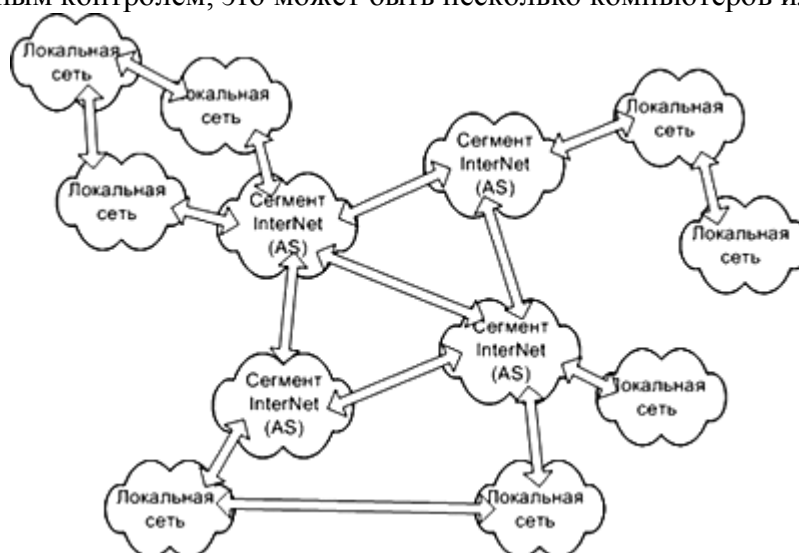 ным контролем, это может быть несколько компьютеров и
Локальная
сеть
Локальная
сеть
Локальная
сеть
Сегмент
InterNet
(AS)
Сегмент
InterNet
(AS)
Локальная
сеть
Локальная
сеть
Сегмент
InterNet
(AS)
Сегмент
InterNet
(AS)
Локальная
сеть
Локальная
сеть
Локальная
сеть